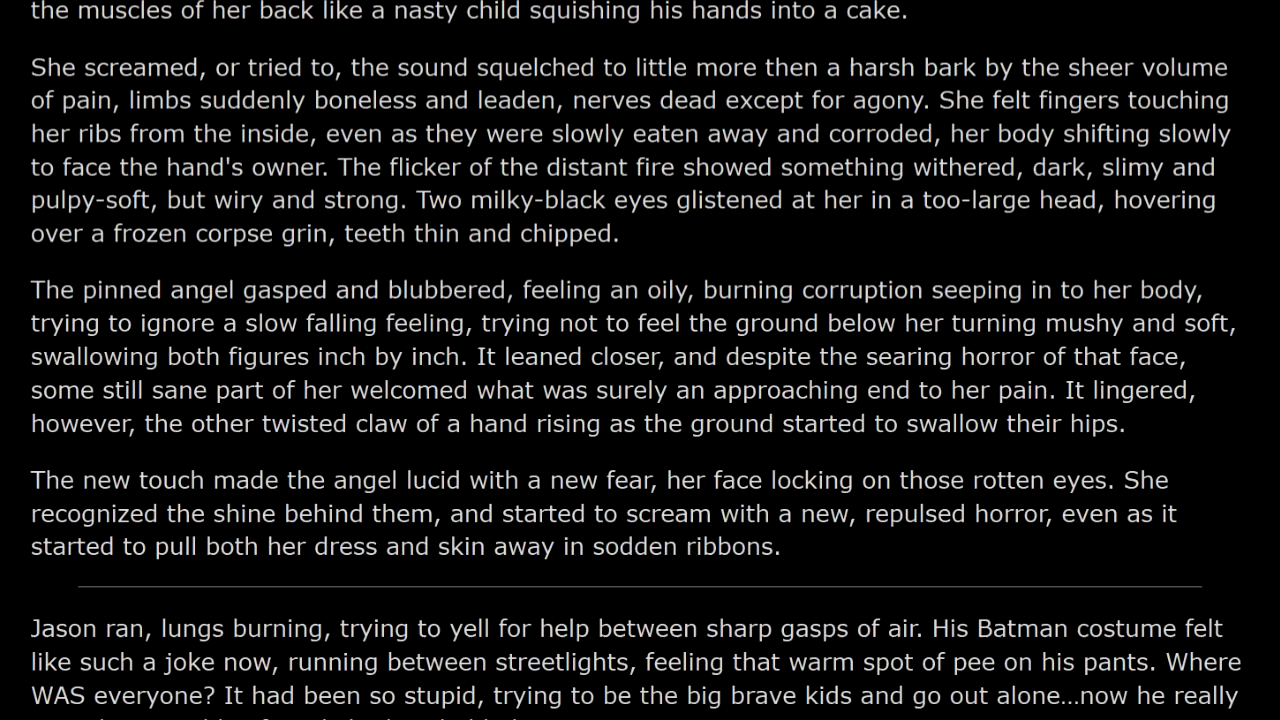 the muscles of her back like a nasty child squishing his hands into a cake.
She screamed, or tried to, the sound squelched to little more then a harsh bark by the sheer volume
of pain, limbs suddenly boneless and leaden, nerves dead except for agony. She felt fingers touching
her ribs from the inside, even as they were slowly eaten away and corroded, her body shifting slowly
to face the hand's owner. The flicker of the distant fire showed something withered, dark, slimy and
pulpy-soft, but wiry and strong. Two milky-black eyes glistened at her in a too-large head, hovering
over a frozen corpse grin, teeth thin and chipped.
The pinned angel gasped and blubbered, feeling an oily, burning corruption seeping in to her body,
trying to ignore a slow falling feeling, trying not to feel the ground below her turning mushy and soft,
swallowing both figures inch by inch. It leaned closer, and despite the searing horror of that face,
some still sane part of her welcomed what was surely an approaching end to her pain. It lingered,
however, the other twisted claw of a hand rising as the ground started to swallow their hips.
The new touch made the angel lucid with a new fear, her face locking on those rotten eyes. She
recognized the shine behind them, and started to scream with a new, repulsed horror, even as it
started to pull both her dress and skin away in sodden ribbons.
Jason ran, lungs burning, trying to yell for help between sharp gasps of air. His Batman costume felt
like such a joke now, running between streetlights, feeling that warm spot of pee on his pants. Where
WAS everyone? It had been so stupid, trying to be the big brave kids and go out alone…now he really